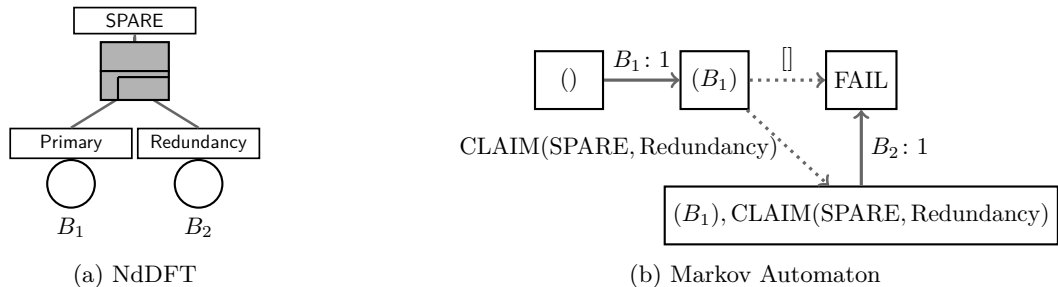 SPARE
Primary
Redundancy
B₁
B₂
(a) NdDFT
()
B₁: 1
(B₁)
[]
FAIL
CLAIM(SPARE, Redundancy)
B₂: 1
(B₁), CLAIM(SPARE, Redundancy)
(b) Markov Automaton